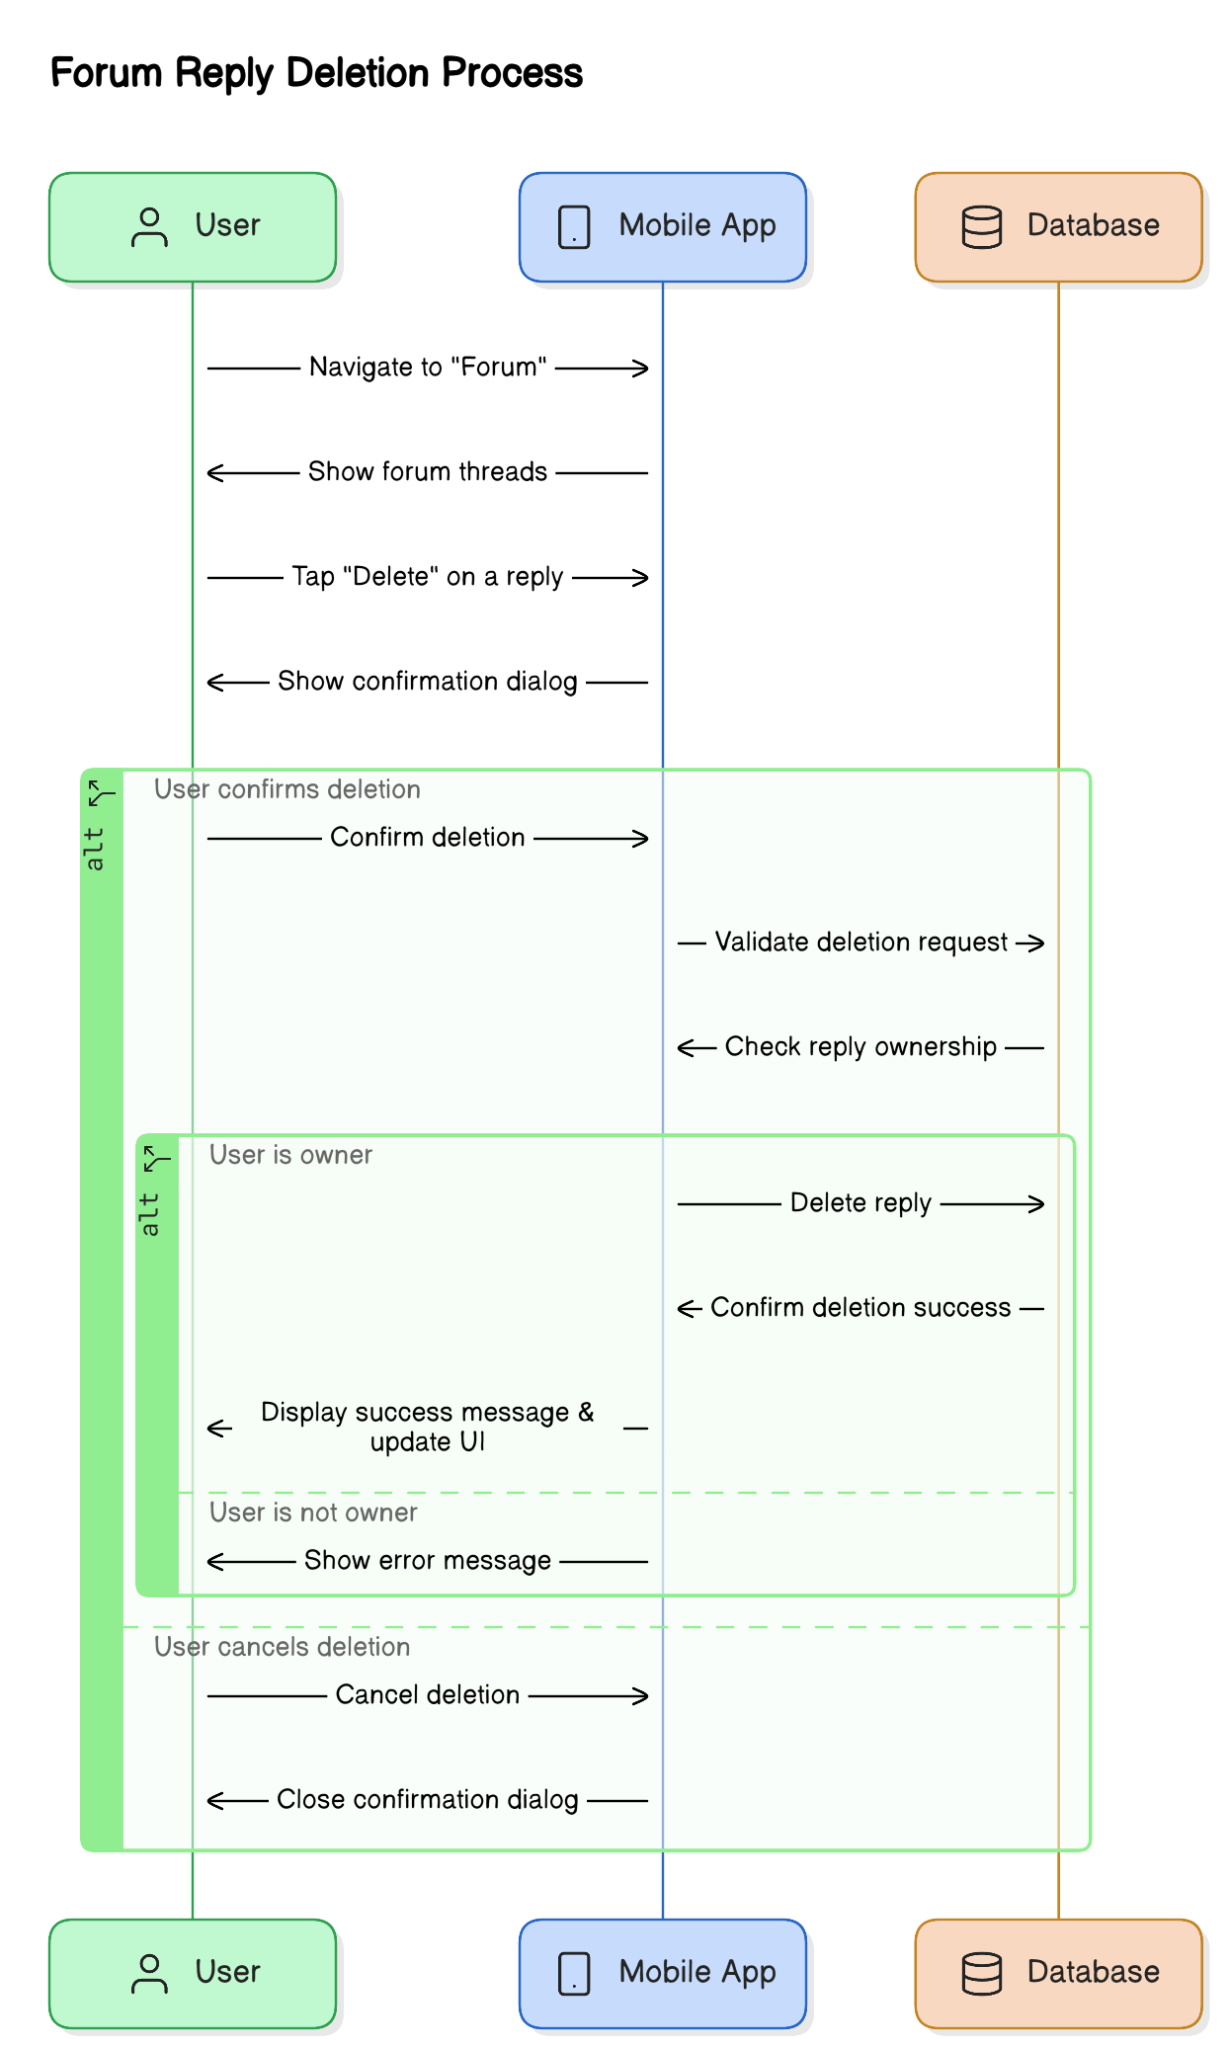 Forum Reply Deletion Process
User
Mobile App
Database
Navigate to "Forum"
Show forum threads
Tap "Delete" on a reply
Show confirmation dialog
alt
User confirms deletion
Confirm deletion
Validate deletion request
Check reply ownership
alt
User is owner
Delete reply
Confirm deletion success
Display success message &
update UI
User is not owner
Show error message
User cancels deletion
Cancel deletion
Close confirmation dialog
User
Mobile App
Database